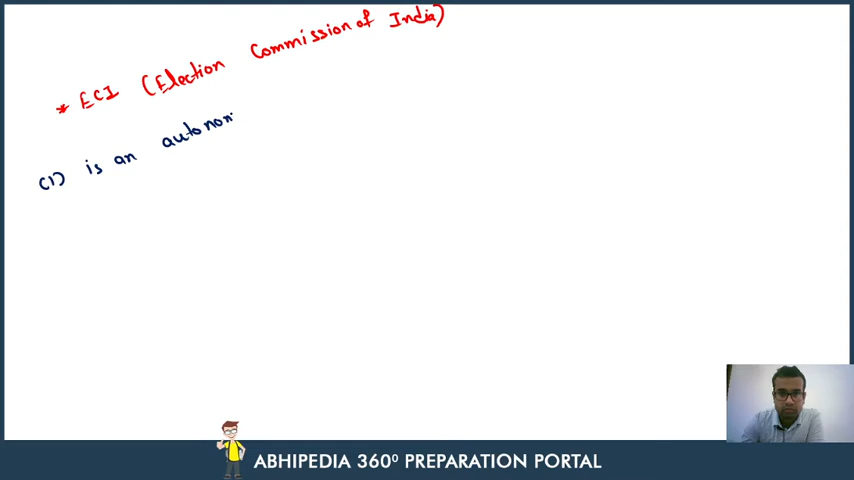 * ECI (Election Commission of India)
(1) is an autonom
ABHIPEDIA 360° PREPARATION PORTAL